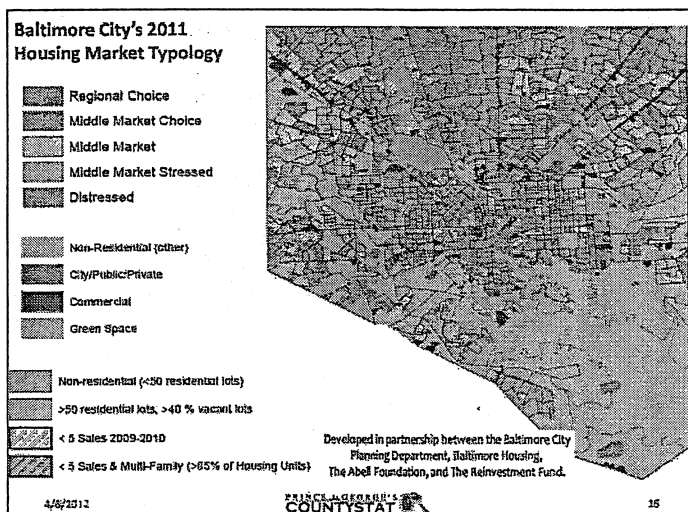 Baltimore City's 2011
Housing Market Typology
Regional Choice
Middle Market Choice
Middle Market
Middle Market Stressed
Distressed
Non-Residential (other)
City/Public/Private
Commercial
Green Space
Non-residential (<50 residential lots)
>50 residential lots, >40 % vacant lots
< 5 Sales 2009-2010
< 5 Sales & Multi-Family (>65% of Housing Units)
Developed in partnership between the Baltimore City
Planning Department, Baltimore Housing,
The Abell Foundation, and The Reinvestment Fund.
4/6/2012
PRINCE GEORGE'S
COUNTYSTAT
15